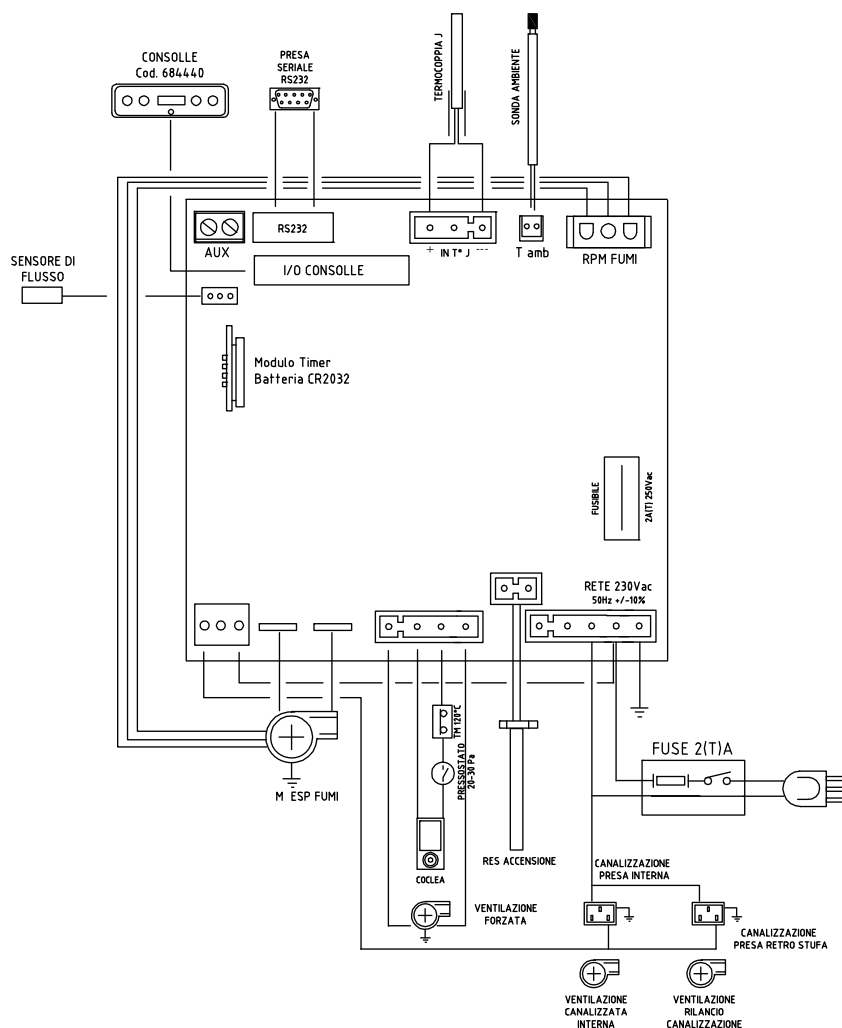 CONSOLLE
Cod. 684440
PRESA
SERIALE
RS232
TERMOCOPPIA J
SONDA AMBIENTE
RS232
AUX
+ IN T° J ---
T amb
RPM FUMI
SENSORE DI
FLUSSO
I/O CONSOLLE
Modulo Timer
Batteria CR2032
FUSIBILE
2A(T) 250Vac
RETE 230Vac
50Hz +/-10%
TM 120°C
PRESSOSTATO
20-30 Pa
FUSE 2(T)A
M ESP FUMI
COCLEA
RES ACCENSIONE
CANALIZZAZIONE
PRESA INTERNA
VENTILAZIONE
FORZATA
CANALIZZAZIONE
PRESA RETRO STUFA
VENTILAZIONE
CANALIZZATA
INTERNA
VENTILAZIONE
RILANCIO
CANALIZZAZIONE